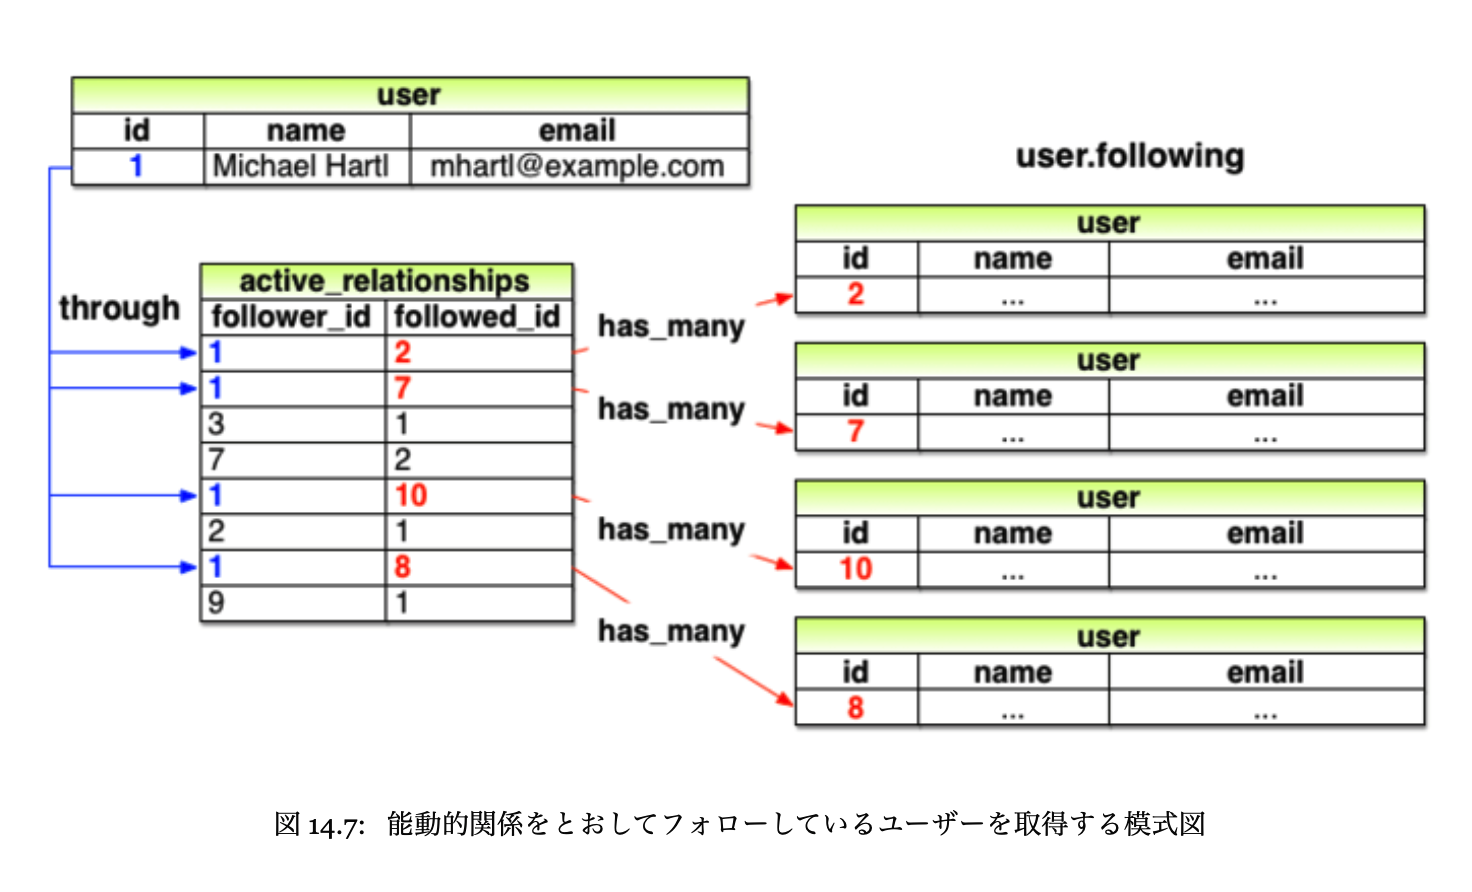 user
id name email
1 Michael Hartl mhartl@example.com
through
active_relationships
follower_id followed_id
1 2
1 7
3 1
7 2
1 10
2 1
1 8
9 1
has_many
has_many
has_many
has_many
user.following
user
id name email
2 ... ...
user
id name email
7 ... ...
user
id name email
10 ... ...
user
id name email
8 ... ...
図 14.7: 能動的関係をとおしてフォローしているユーザーを取得する模式図